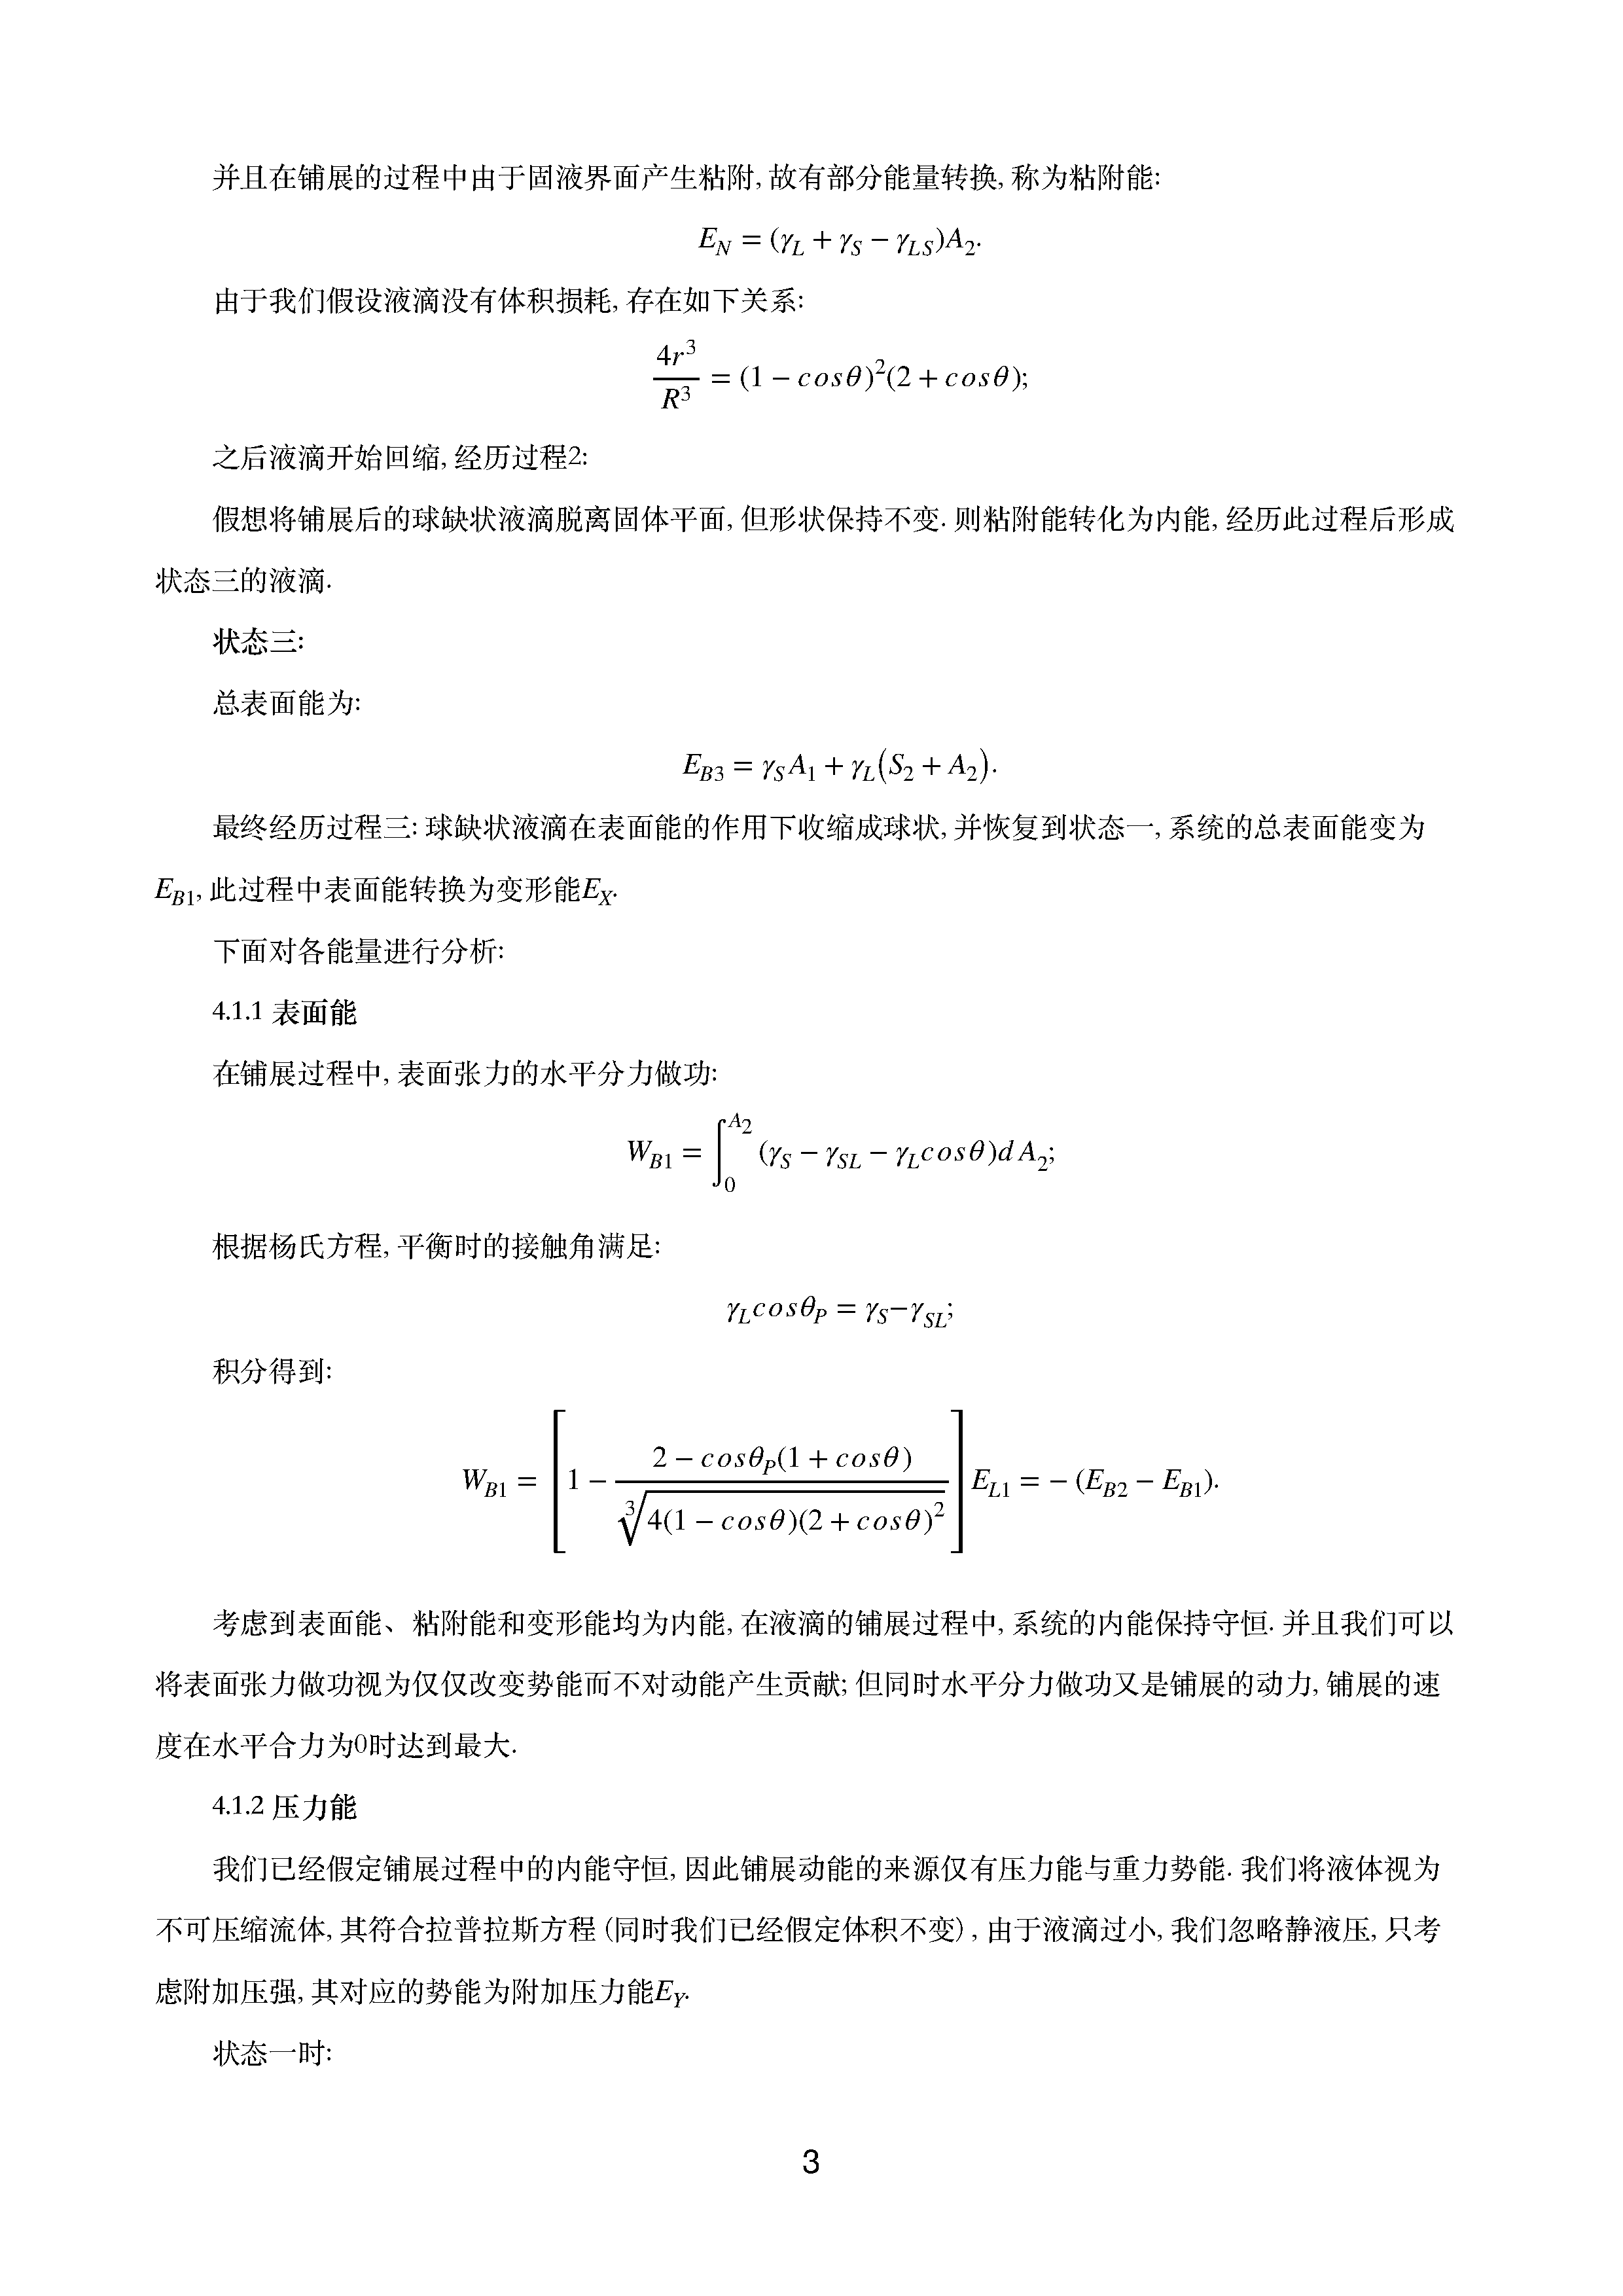 并且在铺展的过程中由于固液界面产生粘附, 故有部分能量转换, 称为粘附能:
$E_N = (\gamma_L + \gamma_S - \gamma_{LS})A_2.$
由于我们假设液滴没有体积损耗, 存在如下关系:
$\frac{4r^3}{R^3} = (1 - cos\theta)^2(2 + cos\theta);$
之后液滴开始回缩, 经历过程2:
假想将铺展后的球缺状液滴脱离固体平面, 但形状保持不变. 则粘附能转化为内能, 经历此过程后形成
状态三的液滴.
状态三:
总表面能为:
$E_{B3} = \gamma_S A_1 + \gamma_L(S_2 + A_2).$
最终经历过程三: 球缺状液滴在表面能的作用下收缩成球状, 并恢复到状态一, 系统的总表面能变为
$E_{B1}$, 此过程中表面能转换为变形能$E_X$.
下面对各能量进行分析:
4.1.1 表面能
在铺展过程中, 表面张力的水平分力做功:
$W_{B1} = \int_0^{A_2} (\gamma_S - \gamma_{SL} - \gamma_L cos\theta)dA_2;$
根据杨氏方程, 平衡时的接触角满足:
$\gamma_L cos\theta_P = \gamma_S - \gamma_{SL};$
积分得到:
$W_{B1} = \left[1 - \frac{2 - cos\theta_P(1 + cos\theta)}{\sqrt[3]{4(1 - cos\theta)(2 + cos\theta)^2}}\right] E_{L1} = -(E_{B2} - E_{B1}).$
考虑到表面能、粘附能和变形能均为内能, 在液滴的铺展过程中, 系统的内能保持守恒. 并且我们可以
将表面张力做功视为仅仅改变势能而不对动能产生贡献; 但同时水平分力做功又是铺展的动力, 铺展的速
度在水平合力为0时达到最大.
4.1.2 压力能
我们已经假定铺展过程中的内能守恒, 因此铺展动能的来源仅有压力能与重力势能. 我们将液体视为
不可压缩流体, 其符合拉普拉斯方程 (同时我们已经假定体积不变) , 由于液滴过小, 我们忽略静液压, 只考
虑附加压强, 其对应的势能为附加压力能$E_Y$.
状态一时:
3